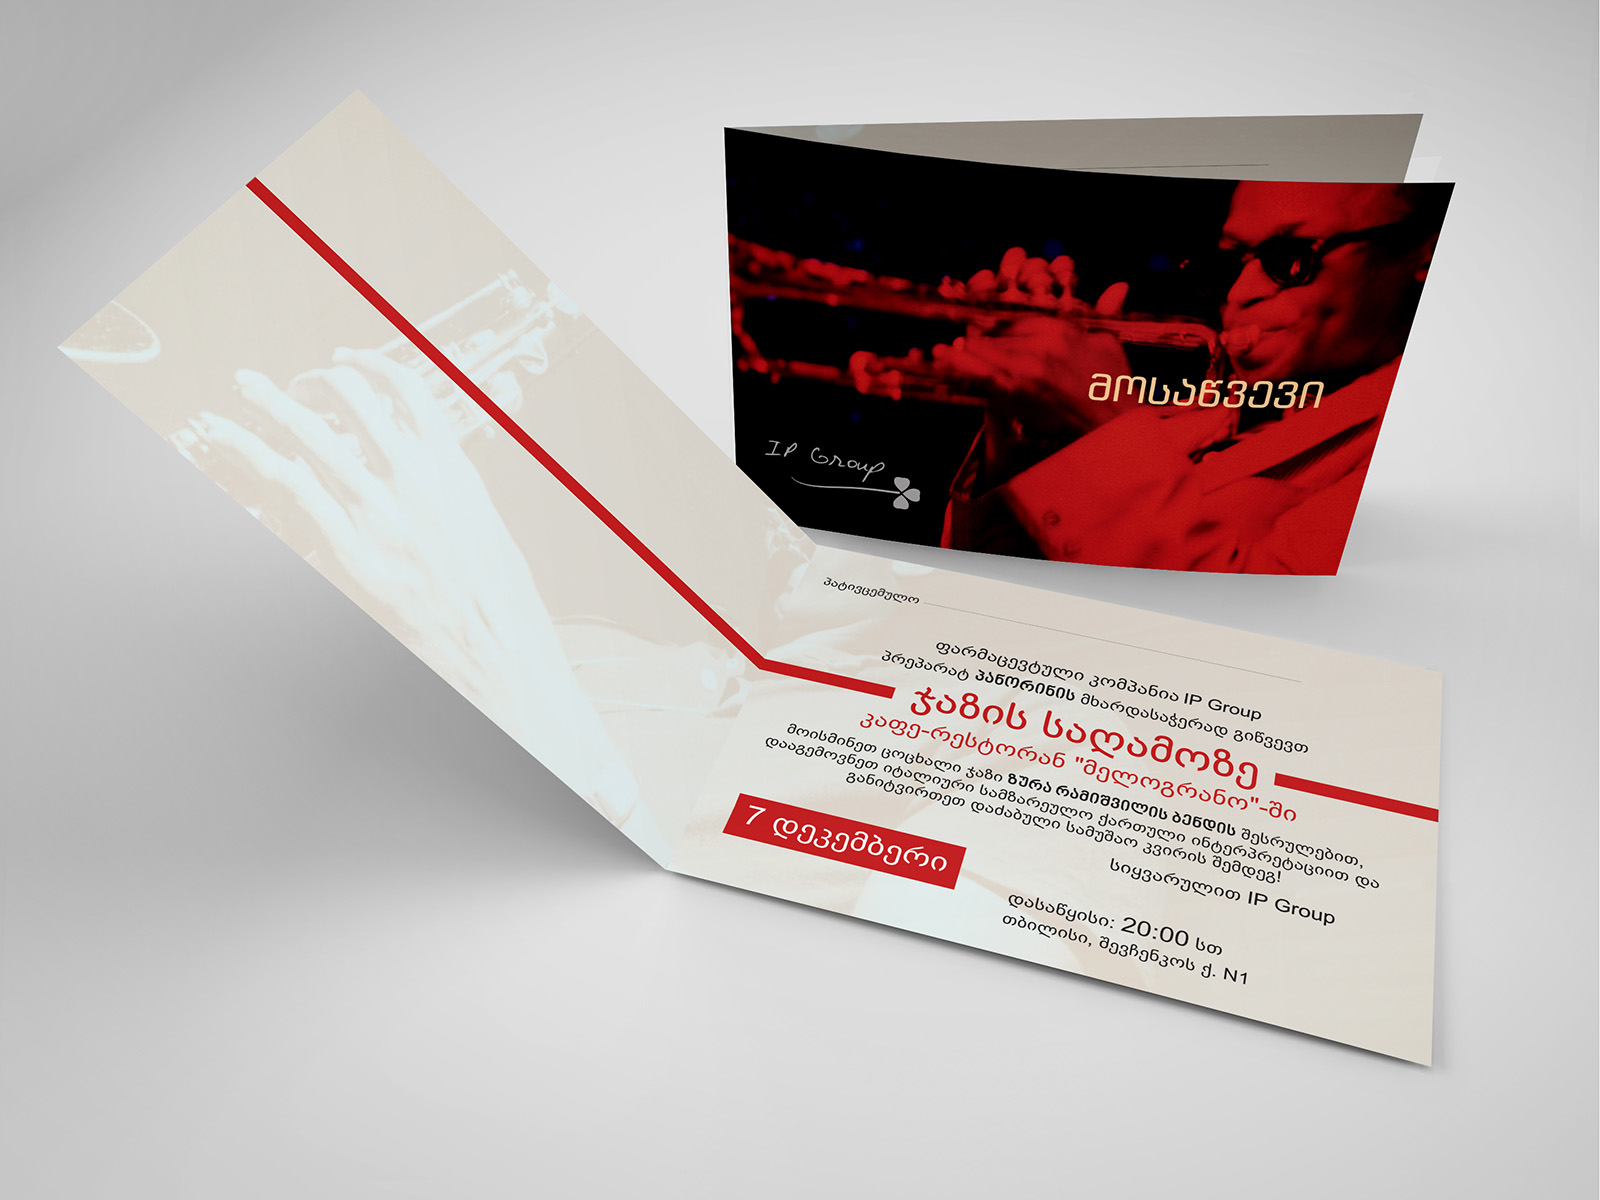 მოსაწვევი
IP Group
პატივცემულო
ფარმაცევტული კომპანია IP Group
პრეპარატ პანორინის მხარდასაჭერად გიწვევთ
ჯაზის საღამოზე
კაფე-რესტორან "მელოგრანო"-ში
მოისმინეთ ცოცხალი ჯაზი ზურა რამიშვილის ბენდის შესრულებით,
დააგემოვნეთ იტალიური სამზარეულო ქართული ინტერპრეტაციით და
განიტვირთეთ დაძაბული სამუშაო კვირის შემდეგ!
სიყვარულით IP Group
7 დეკემბერი
დასაწყისი: 20:00 სთ
თბილისი, შევჩენკოს ქ. N1